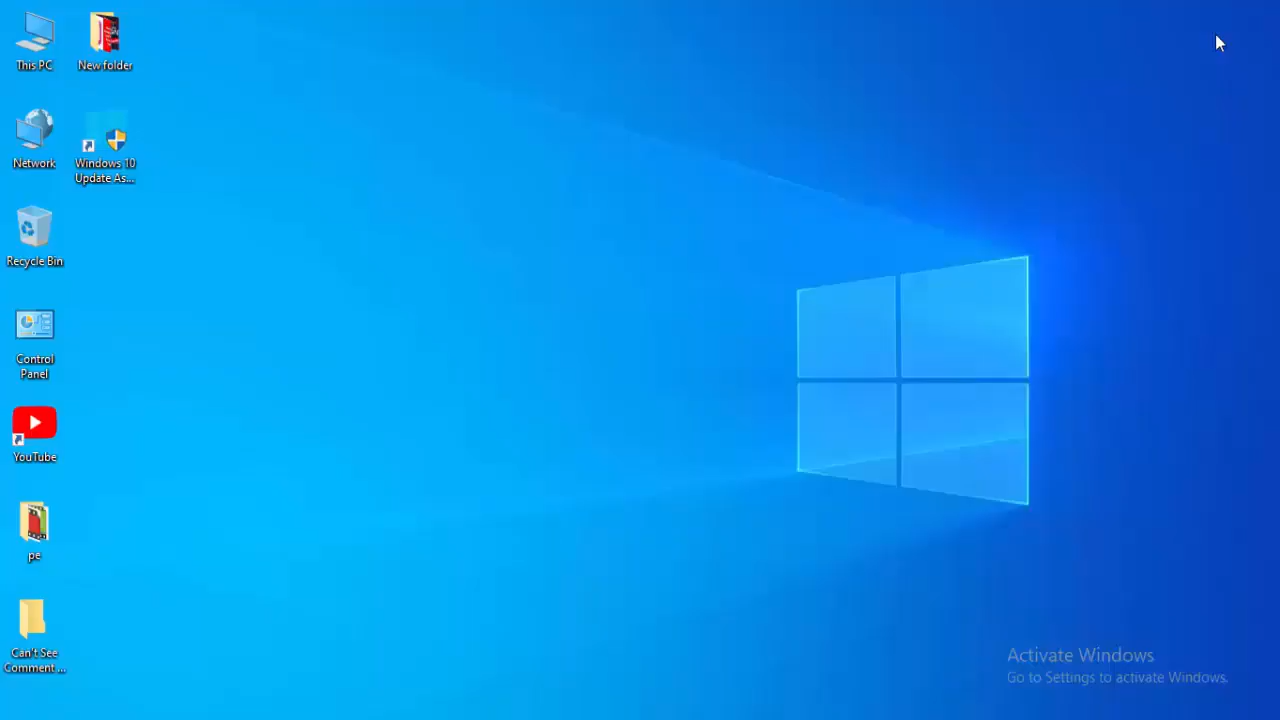 This PC
New folder
Network
Windows 10
Update As...
Recycle Bin
Control
Panel
YouTube
pe
Can't See
Comment ...
Activate Windows
Go to Settings to activate Windows.